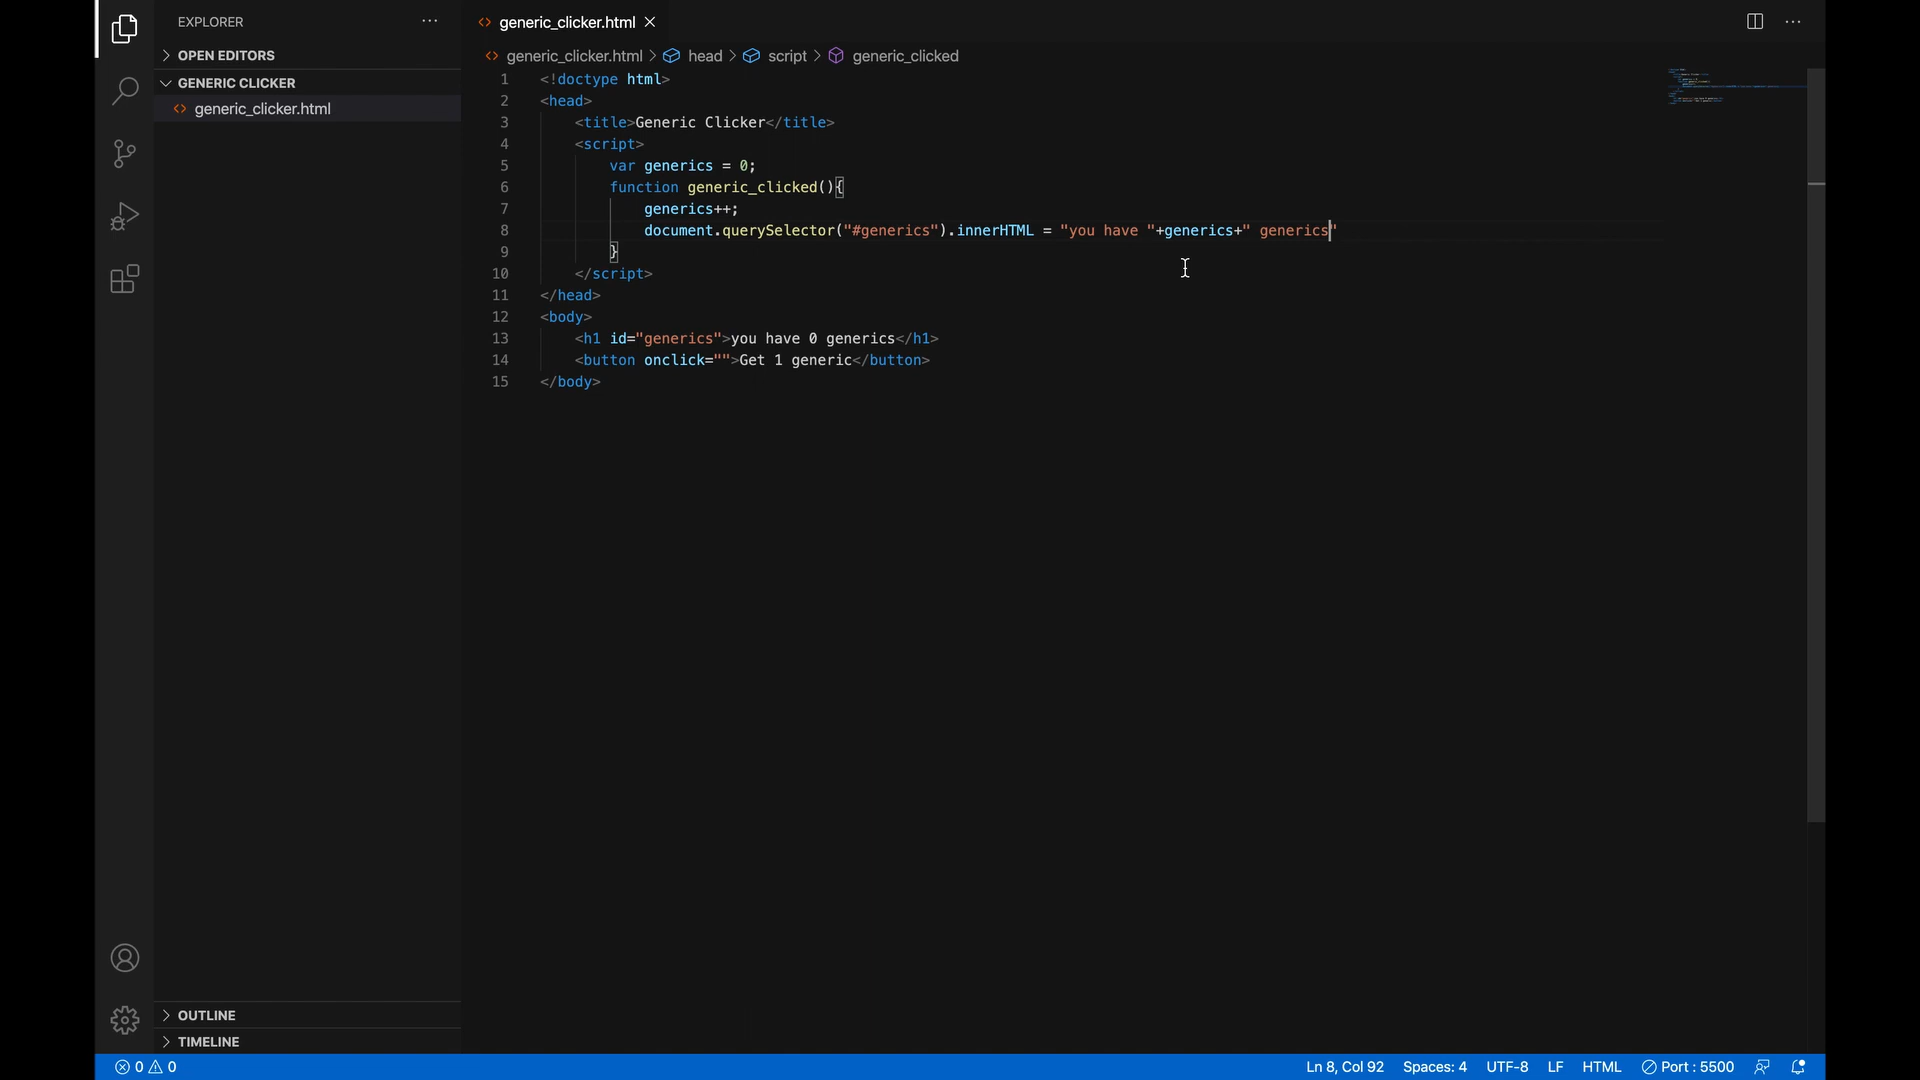 EXPLORER
OPEN EDITORS
GENERIC CLICKER
generic_clicker.html
OUTLINE
TIMELINE
generic_clicker.html
generic_clicker.html > head > script > generic_clicked
1 <!doctype html>
2 <head>
3 <title>Generic Clicker</title>
4 <script>
5 var generics = 0;
6 function generic_clicked(){
7 generics++;
8 document.querySelector("#generics").innerHTML = "you have "+generics+" generics"
9 }
10 </script>
11 </head>
12 <body>
13 <h1 id="generics">you have 0 generics</h1>
14 <button onclick="">Get 1 generic</button>
15 </body>
0 0 Ln 8, Col 92 Spaces: 4 UTF-8 LF HTML Port : 5500